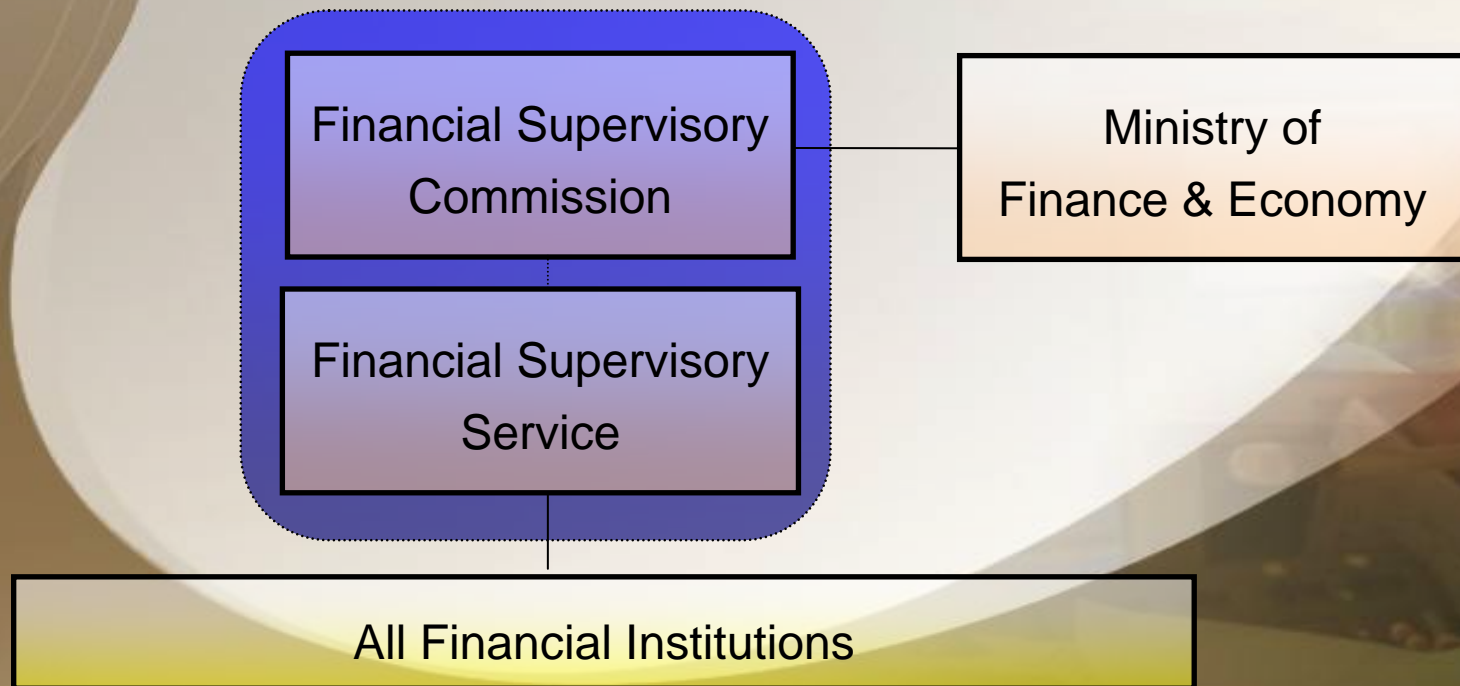 Financial Supervisory
Commission
Ministry of
Finance & Economy
Financial Supervisory
Service
All Financial Institutions